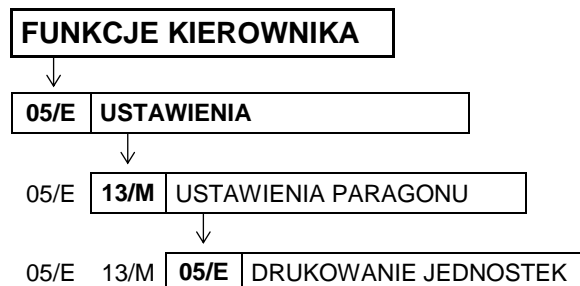 FUNKCJE KIEROWNIKA
05/E USTAWIENIA
05/E 13/M USTAWIENIA PARAGONU
05/E 13/M 05/E DRUKOWANIE JEDNOSTEK